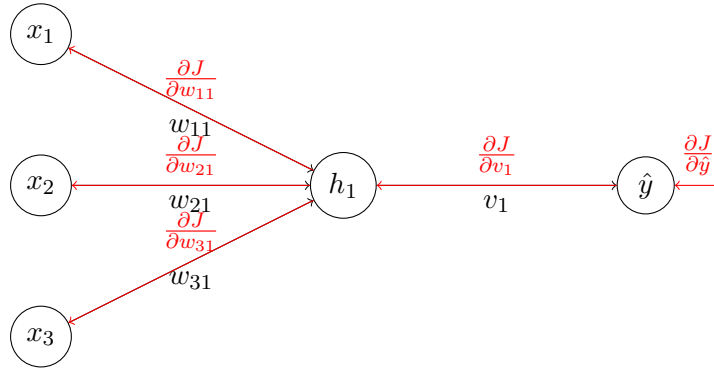 x₁
∂J/∂w₁₁
w₁₁
∂J/∂w₂₁
∂J/∂v₁
∂J/∂ŷ
x₂
h₁
ŷ
w₂₁
v₁
∂J/∂w₃₁
w₃₁
x₃